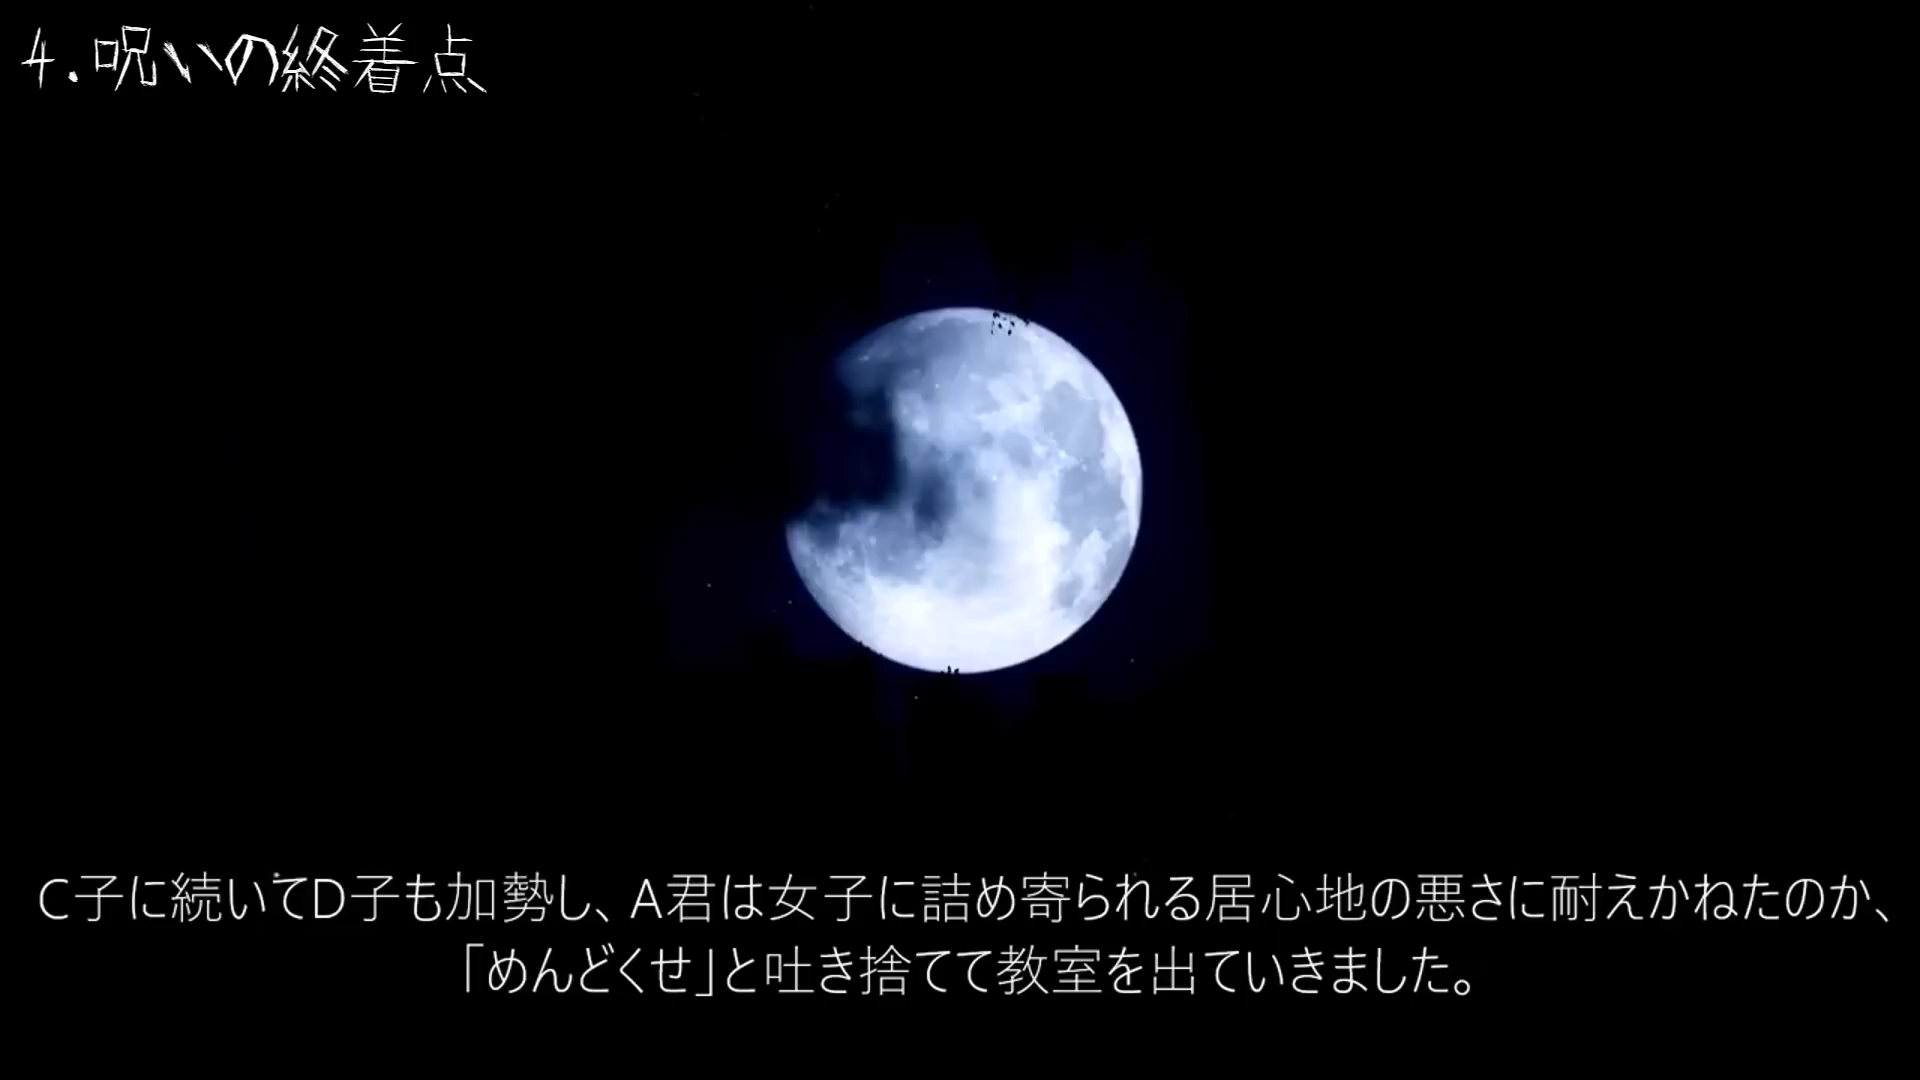 4.呪いの終着点
C子に続いてD子も加勢し、A君は女子に詰め寄られる居心地の悪さに耐えかねたのか、
「めんどくせ」と吐き捨てて教室を出ていきました。